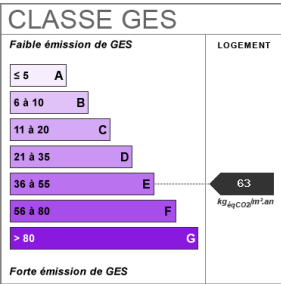 CLASSE GES
Faible émission de GES
LOGEMENT
≤ 5 A
6 à 10 B
11 à 20 C
21 à 35 D
36 à 55 E
63
kgéqCO2/m².an
56 à 80 F
> 80 G
Forte émission de GES